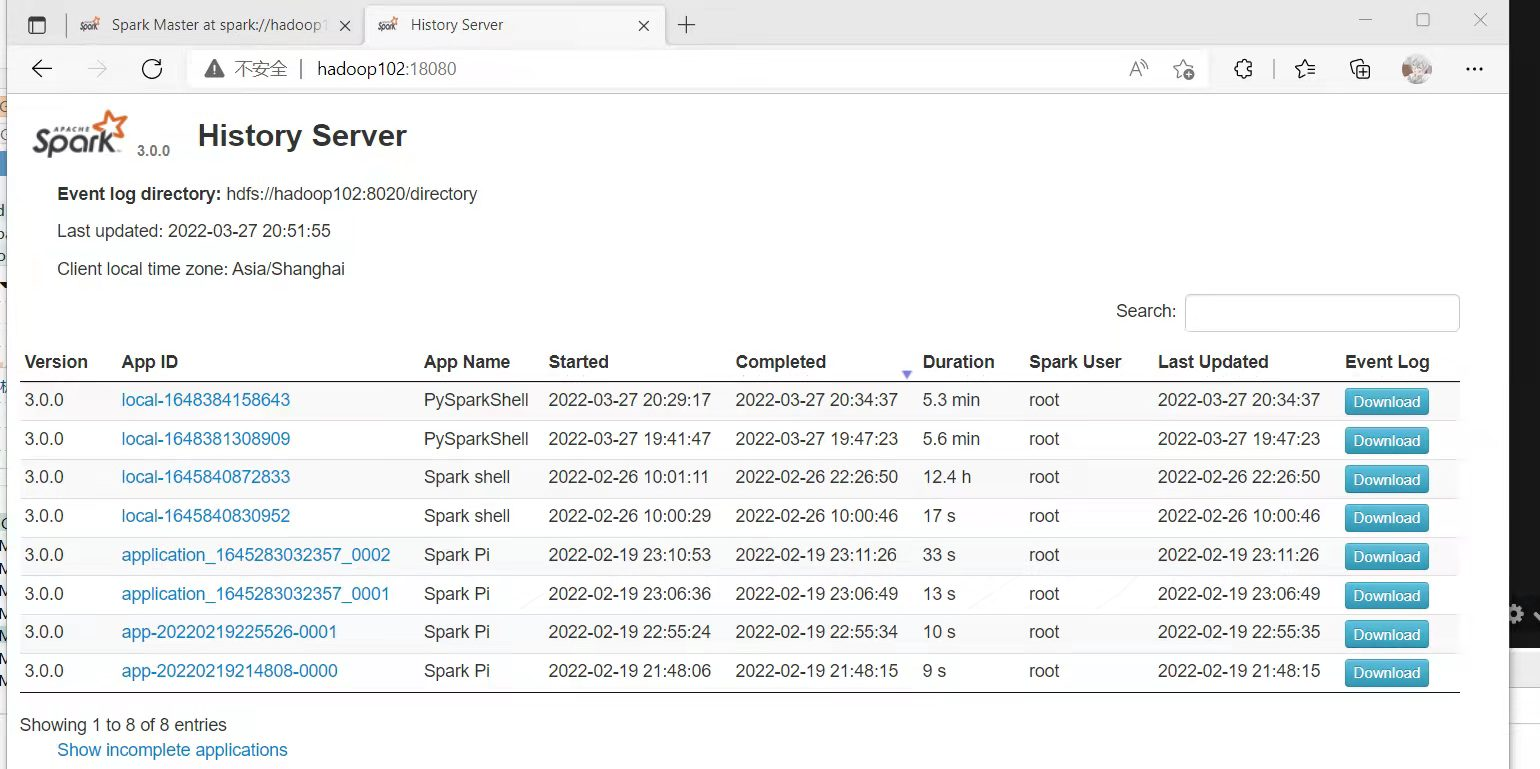 Spark Master at spark://hadoop1
History Server
不安全 hadoop102:18080
APACHE Spark 3.0.0 History Server
Event log directory: hdfs://hadoop102:8020/directory
Last updated: 2022-03-27 20:51:55
Client local time zone: Asia/Shanghai
Search:
Version App ID App Name Started Completed Duration Spark User Last Updated Event Log
3.0.0 local-1648384158643 PySparkShell 2022-03-27 20:29:17 2022-03-27 20:34:37 5.3 min root 2022-03-27 20:34:37 Download
3.0.0 local-1648381308909 PySparkShell 2022-03-27 19:41:47 2022-03-27 19:47:23 5.6 min root 2022-03-27 19:47:23 Download
3.0.0 local-1645840872833 Spark shell 2022-02-26 10:01:11 2022-02-26 22:26:50 12.4 h root 2022-02-26 22:26:50 Download
3.0.0 local-1645840830952 Spark shell 2022-02-26 10:00:29 2022-02-26 10:00:46 17 s root 2022-02-26 10:00:46 Download
3.0.0 application_1645283032357_0002 Spark Pi 2022-02-19 23:10:53 2022-02-19 23:11:26 33 s root 2022-02-19 23:11:26 Download
3.0.0 application_1645283032357_0001 Spark Pi 2022-02-19 23:06:36 2022-02-19 23:06:49 13 s root 2022-02-19 23:06:49 Download
3.0.0 app-20220219225526-0001 Spark Pi 2022-02-19 22:55:24 2022-02-19 22:55:34 10 s root 2022-02-19 22:55:35 Download
3.0.0 app-20220219214808-0000 Spark Pi 2022-02-19 21:48:06 2022-02-19 21:48:15 9 s root 2022-02-19 21:48:15 Download
Showing 1 to 8 of 8 entries
Show incomplete applications